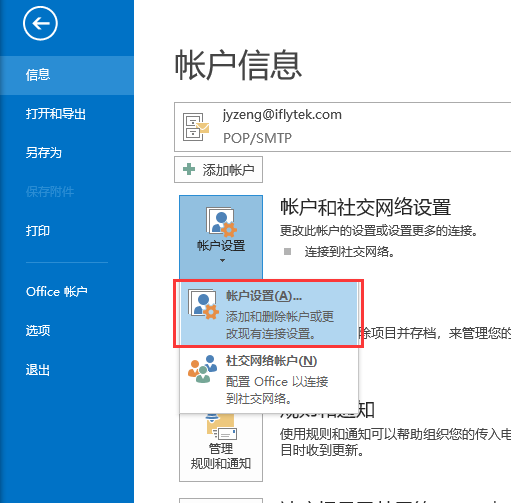 帐户信息
信息
打开和导出
另存为
保存附件
打印
Office 帐户
选项
退出
jyzeng@iflytek.com
POP/SMTP
添加帐户
帐户设置
帐户和社交网络设置
更改此帐户的设置或设置更多的连接。
连接到社交网络。
帐户设置(A)...
添加和删除帐户或更
改现有连接设置。
除项目并存档，来管理您的
社交网络帐户(N)
配置 Office 以连接
到社交网络。
规则和通知
管理
规则和通知
使用规则和通知可以帮助组织您的传入电
目时收到更新。